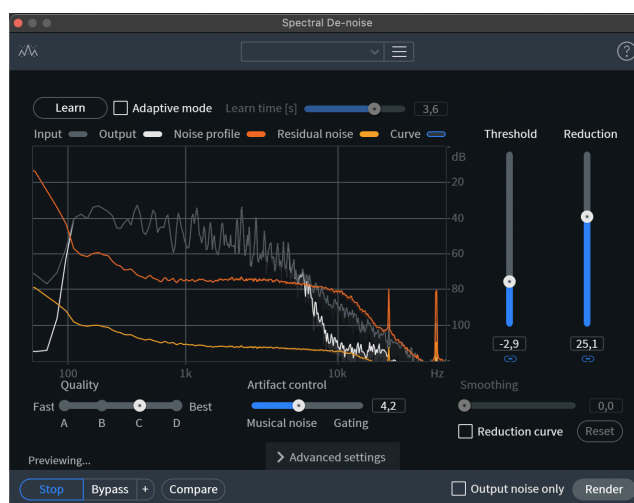 Spectral De-noise
?
Learn Adaptive mode Learn time [s] 3,6
Input Output Noise profile Residual noise Curve Threshold Reduction
dB
-20
40
60
80
100
-2,9 25,1
100 1k 10k Hz
Quality Artifact control Smoothing
Fast Best 4,2 0,0
A B C D Musical noise Gating
Reduction curve Reset
Previewing... Advanced settings
Stop Bypass + Compare Output noise only Render